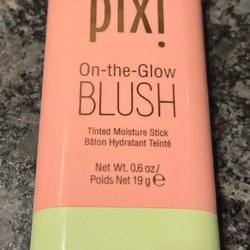 pixi
On-the-Glow
BLUSH
Tinted Moisture Stick
Bâton Hydratant Teinté
Net Wt. 0.6 oz/
Poids Net 19 g ℮